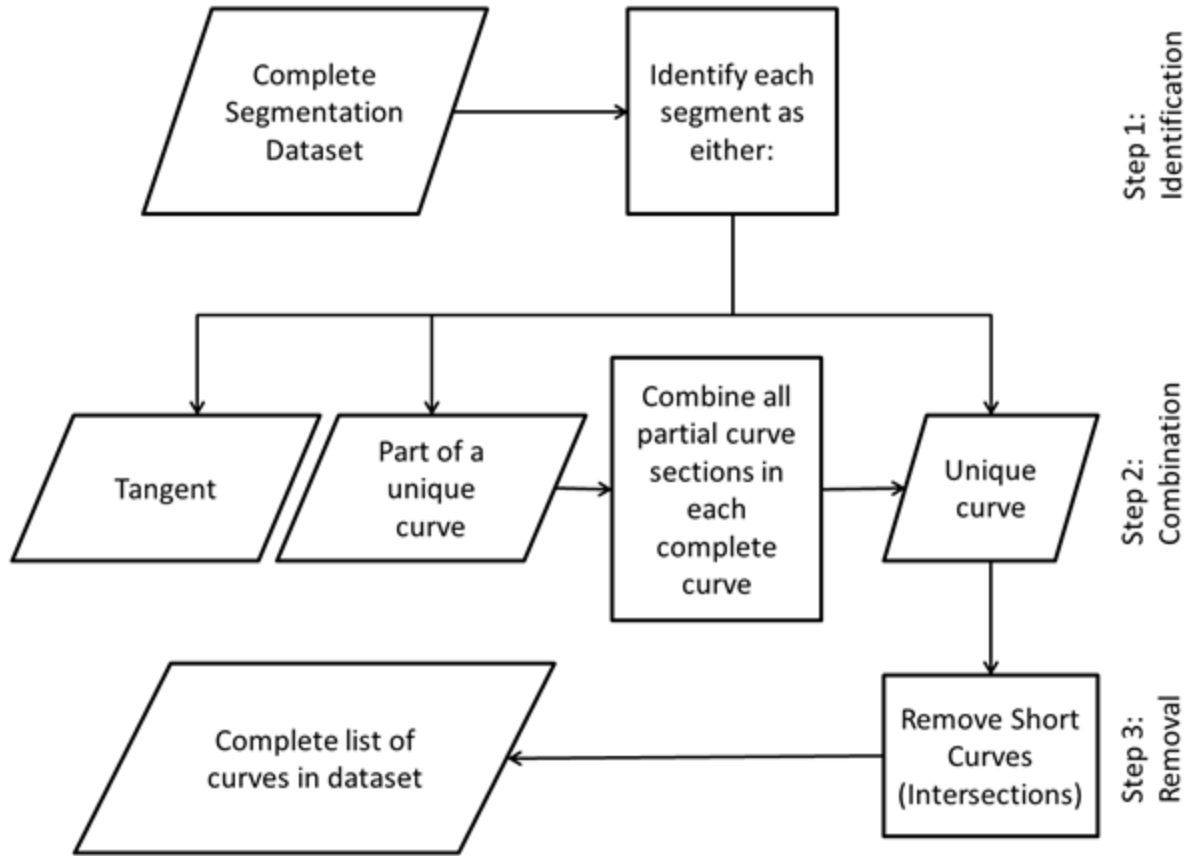 Complete
Segmentation
Dataset
Identify each
segment as
either:
Step 1:
Identification
Tangent
Part of a
unique
curve
Combine all
partial curve
sections in
each
complete
curve
Unique
curve
Step 2:
Combination
Complete list of
curves in dataset
Remove Short
Curves
(Intersections)
Step 3:
Removal